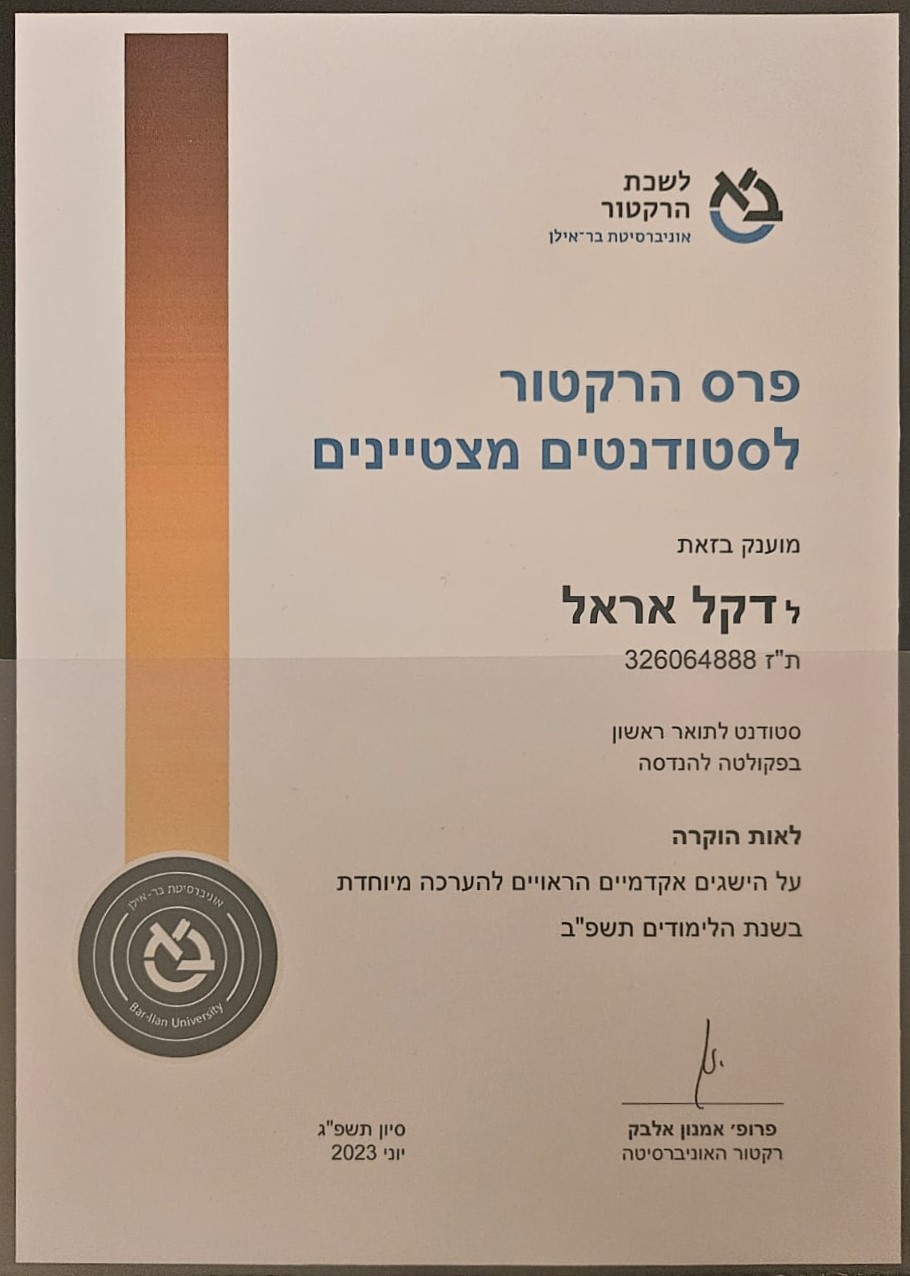 לשכת
הרקטור
אוניברסיטת בר־אילן
פרס הרקטור
לסטודנטים מצטיינים
מוענק בזאת
ל דקל אראל
ת"ז 326064888
סטודנט לתואר ראשון
בפקולטה להנדסה
לאות הוקרה
על הישגים אקדמיים הראויים להערכה מיוחדת
בשנת הלימודים תשפ"ב
אוניברסיטת בר-אילן
בא
Bar-Ilan University
פרופ׳ אמנון אלבק
רקטור האוניברסיטה
סיון תשפ"ג
יוני 2023